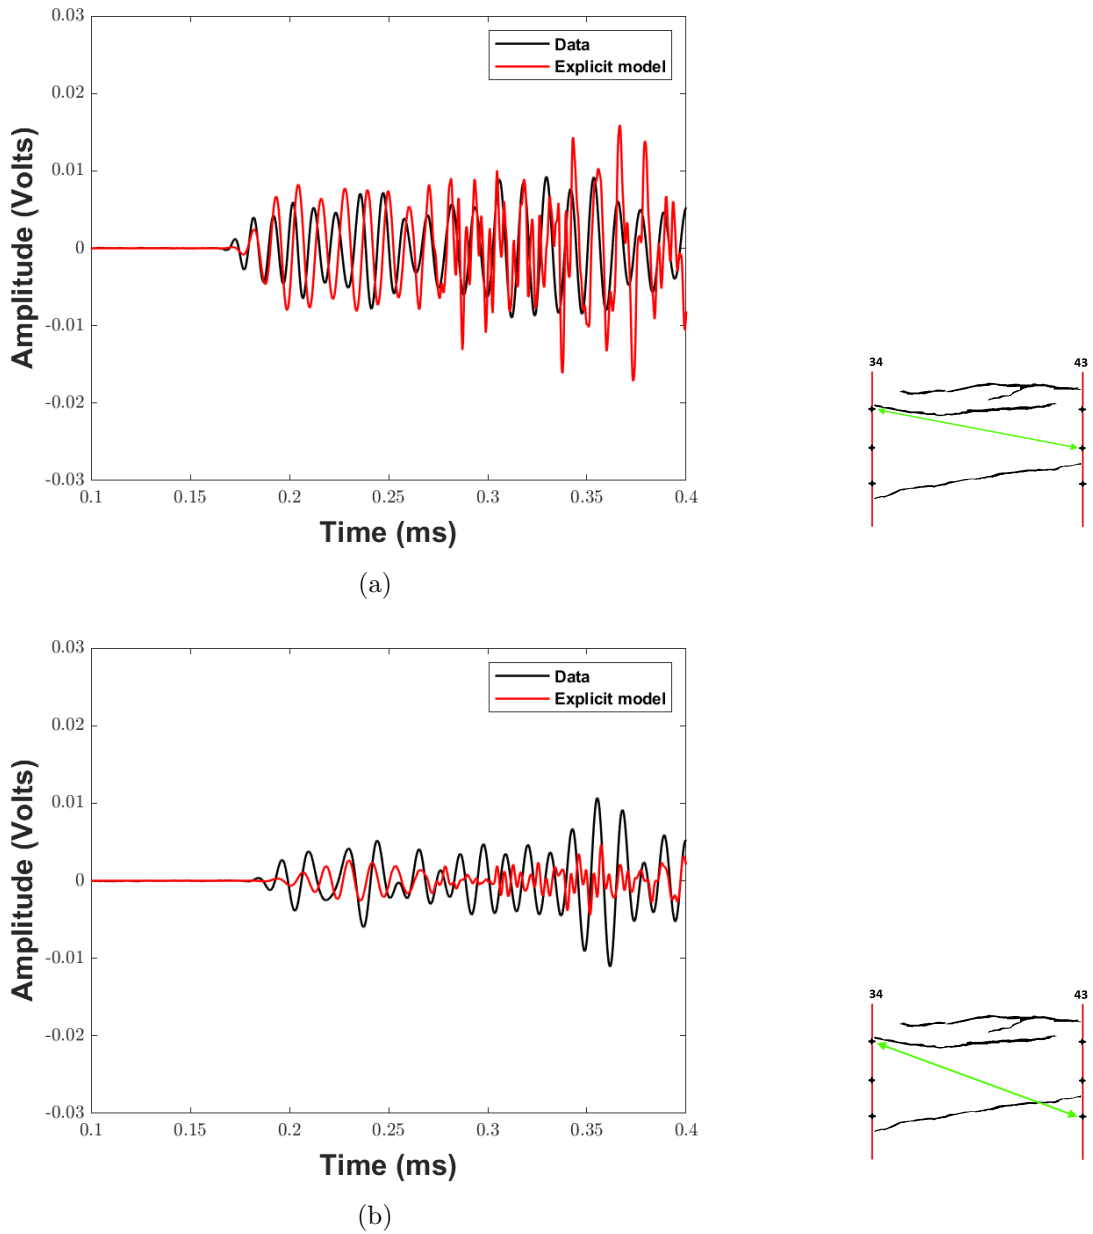 0.03
0.02
0.01
0
-0.01
-0.02
-0.03
Amplitude (Volts)
Data
Explicit model
0.1 0.15 0.2 0.25 0.3 0.35 0.4
Time (ms)
34 43
(a)
0.03
0.02
0.01
0
-0.01
-0.02
-0.03
Amplitude (Volts)
Data
Explicit model
0.1 0.15 0.2 0.25 0.3 0.35 0.4
Time (ms)
34 43
(b)